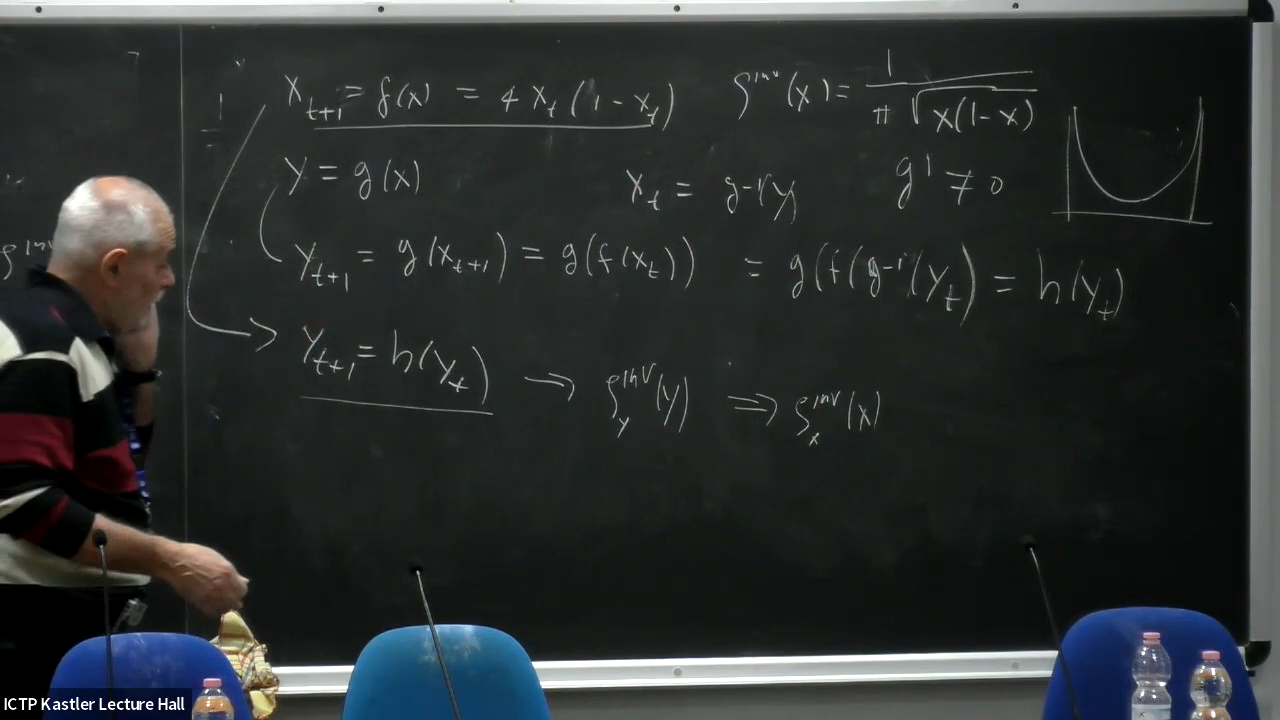 x_{t+1} = f(x) = 4 x_t (1 - x_t) ρ^{inv}(x) = 1 / π √x(1-x)
y = g(x) x_t = g^{-1}(y) g' ≠ 0
y_{t+1} = g(x_{t+1}) = g(f(x_t)) = g(f(g^{-1}(y_t) = h(y_t)
y_{t+1} = h(y_t) ⇒ ρ_y^{inv}(y) ⇒ ρ_x^{inv}(x)
ICTP Kastler Lecture Hall